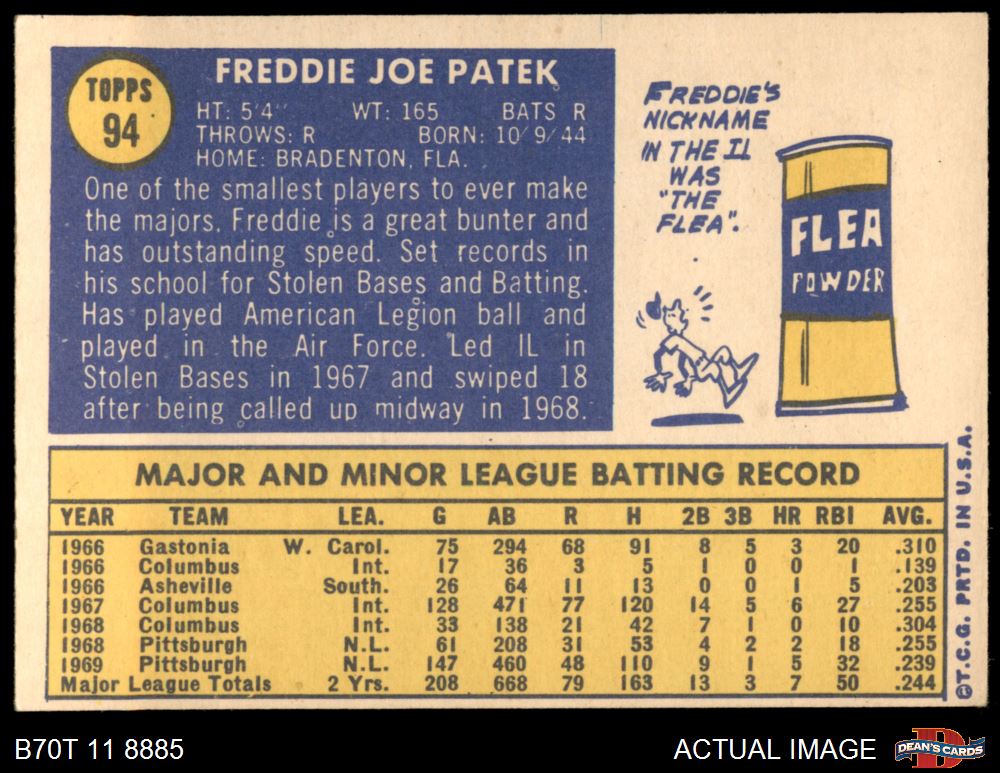 TOPPS
94
FREDDIE JOE PATEK
HT: 5'4" WT: 165 BATS R
THROWS: R BORN: 10/9/44
HOME: BRADENTON, FLA.
One of the smallest players to ever make
the majors, Freddie is a great bunter and
has outstanding speed. Set records in
his school for Stolen Bases and Batting.
Has played American Legion ball and
played in the Air Force. Led IL in
Stolen Bases in 1967 and swiped 18
after being called up midway in 1968.
FREDDIE'S
NICKNAME
IN THE IL
WAS
"THE
FLEA".
FLEA
POWDER
MAJOR AND MINOR LEAGUE BATTING RECORD
YEAR TEAM LEA. G AB R H 2B 3B HR RBI AVG.
1966 Gastonia W. Carol. 75 294 68 91 8 5 3 20 .310
1966 Columbus Int. 17 36 3 5 1 0 0 1 .139
1966 Asheville South. 26 64 11 13 0 0 1 5 .203
1967 Columbus Int. 128 471 77 120 14 5 6 27 .255
1968 Columbus Int. 33 138 21 42 7 1 0 10 .304
1968 Pittsburgh N.L. 61 208 31 53 4 2 2 18 .255
1969 Pittsburgh N.L. 147 460 48 110 9 1 5 32 .239
Major League Totals 2 Yrs. 208 668 79 163 13 3 7 50 .244
©T.C.G. PRTD. IN U.S.A.
B70T 11 8885
ACTUAL IMAGE
D
DEAN'S CARDS